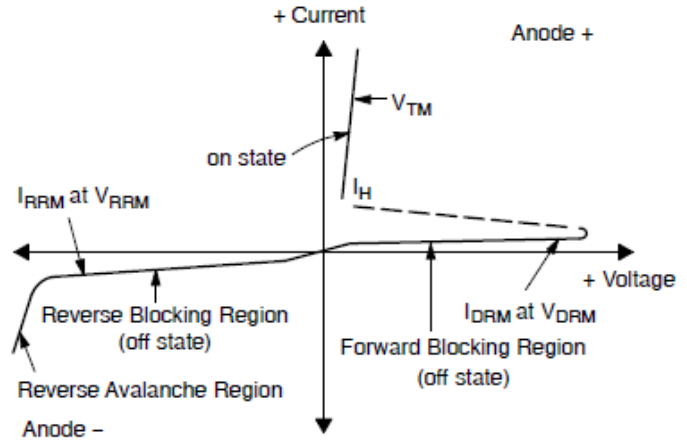 + Current
Anode +
V_TM
on state
I_H
I_RRM at V_RRM
+ Voltage
I_DRM at V_DRM
Reverse Blocking Region
(off state)
Forward Blocking Region
(off state)
Reverse Avalanche Region
Anode –